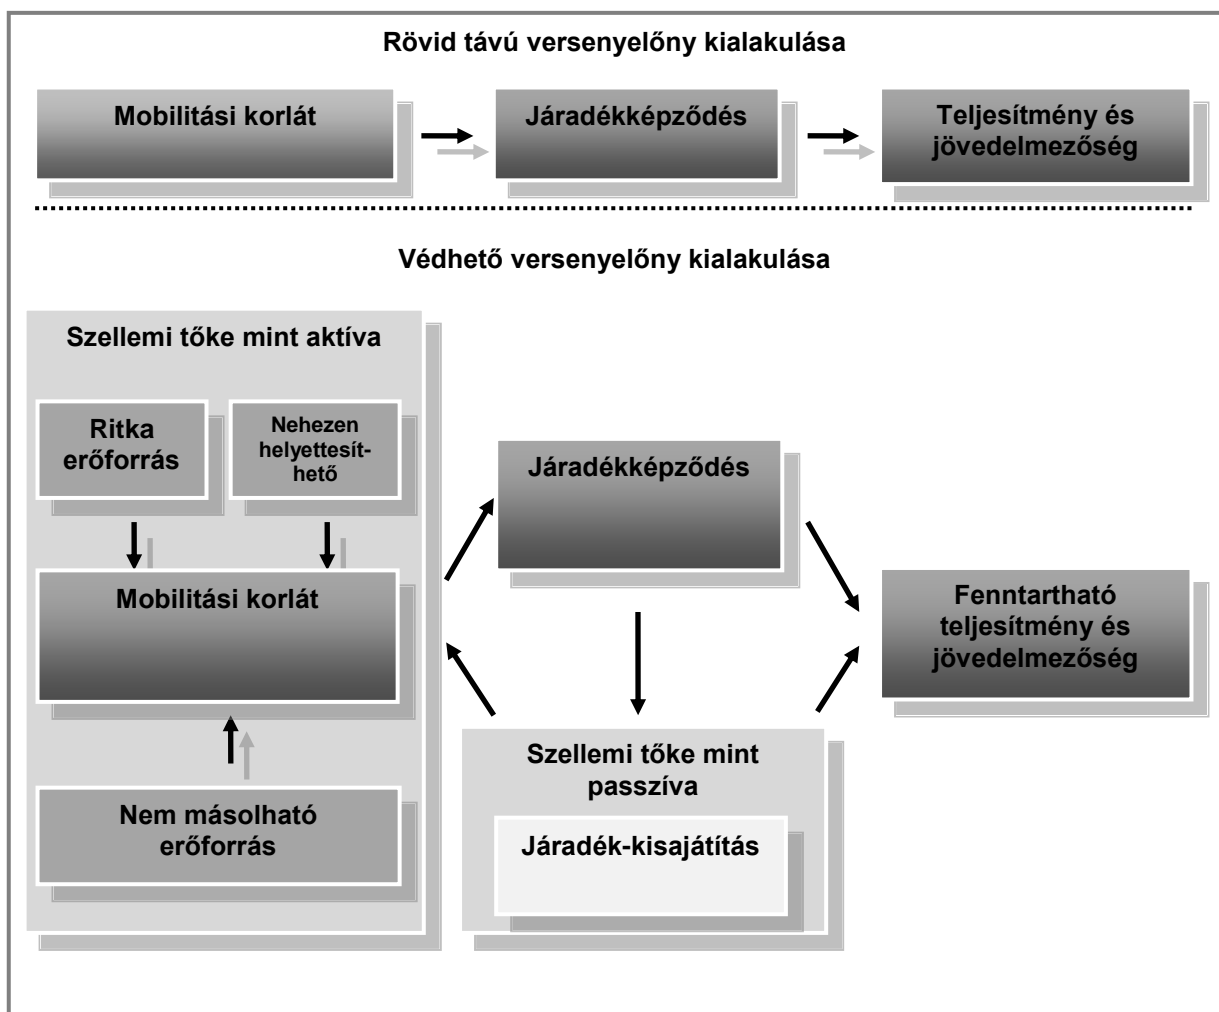 Rövid távú versenyelőny kialakulása
Mobilitási korlát
Járadékképződés
Teljesítmény és
jövedelmezőség
Védhető versenyelőny kialakulása
Szellemi tőke mint aktíva
Ritka
erőforrás
Nehezen
helyettesít-
hető
Mobilitási korlát
Nem másolható
erőforrás
Járadékképződés
Szellemi tőke mint
passzíva
Járadék-kisajátítás
Fenntartható
teljesítmény és
jövedelmezőség